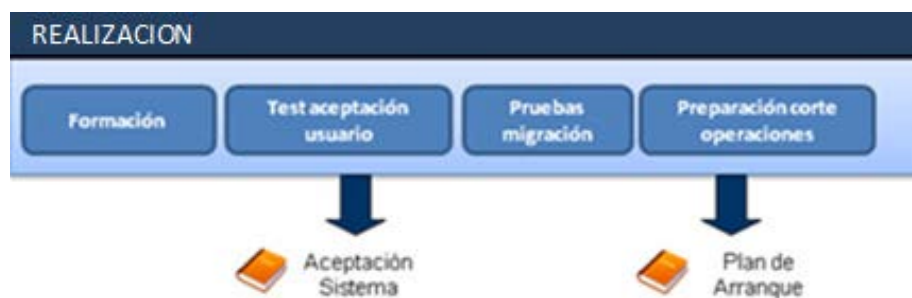 REALIZACION
Formación
Test aceptación
usuario
Pruebas
migración
Preparación corte
operaciones
Aceptación
Sistema
Plan de
Arranque